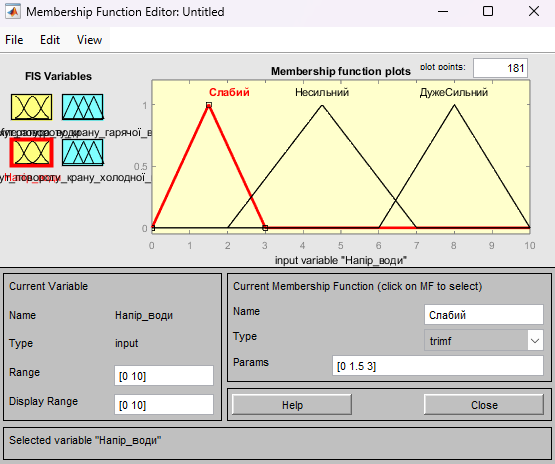 Membership Function Editor: Untitled
File Edit View
FIS Variables
Membership function plots
plot points:
181
Слабий
Несильний
ДужеСильний
1
0.5
0
крану_гарячої_в
Напір_води
повороту_крану_холодної_
0 1 2 3 4 5 6 7 8 9 10
input variable "Напір_води"
Current Variable
Name Напір_води
Type input
Range [0 10]
Display Range [0 10]
Current Membership Function (click on MF to select)
Name Слабий
Type trimf
Params [0 1.5 3]
Help Close
Selected variable "Напір_води"